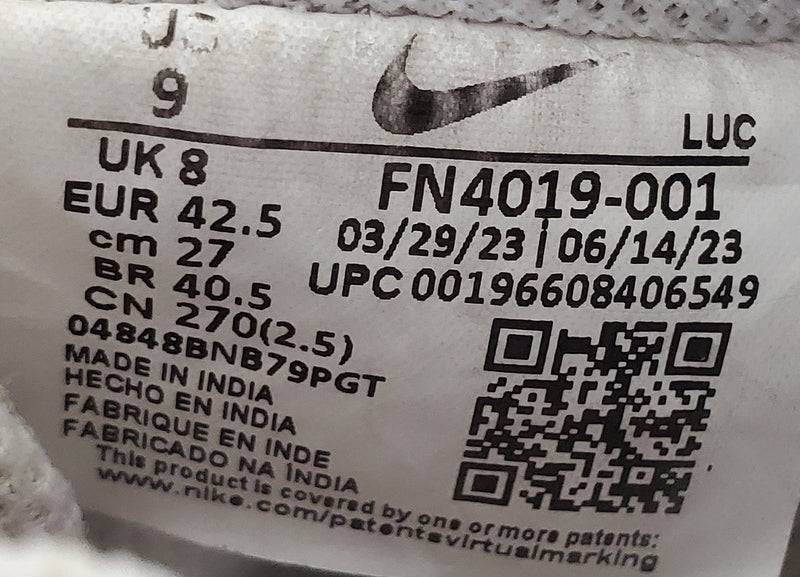 US
9
LUC
UK 8
EUR 42.5
cm 27
BR 40.5
CN 270(2.5)
FN4019-001
03/29/23 | 06/14/23
UPC 00196608406549
04848BNB79PGT
MADE IN INDIA
HECHO EN INDIA
FABRIQUE EN INDE
FABRICADO NA ÌNDIA
This product is covered by one or more patents:
www.nike.com/patentsvirtualmarking